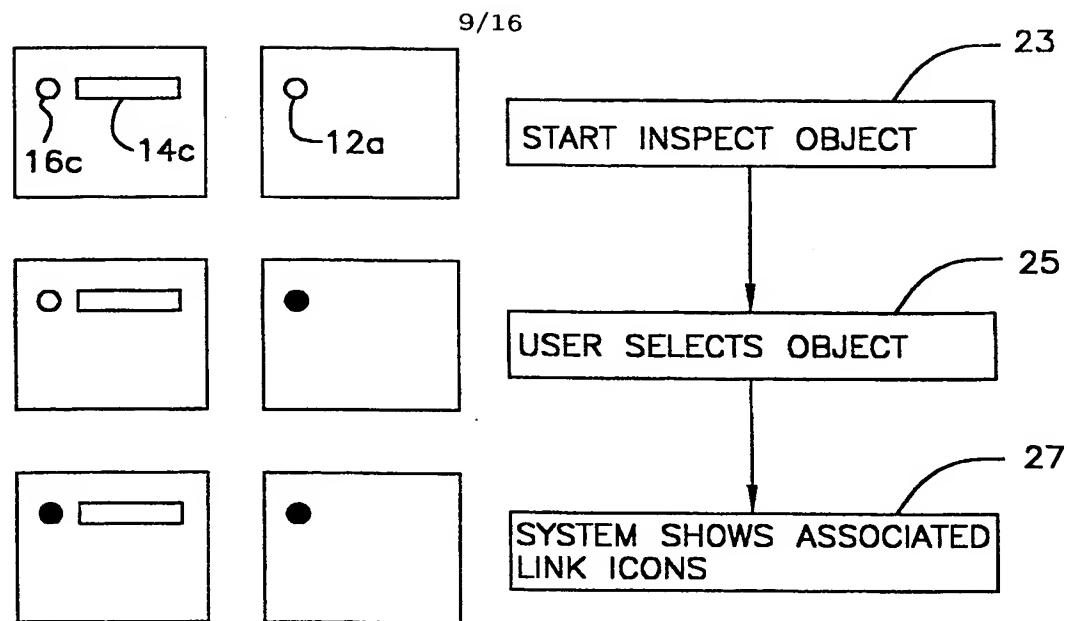 9/16
23
START INSPECT OBJECT
16c
14c
12a
25
USER SELECTS OBJECT
27
SYSTEM SHOWS ASSOCIATED
LINK ICONS